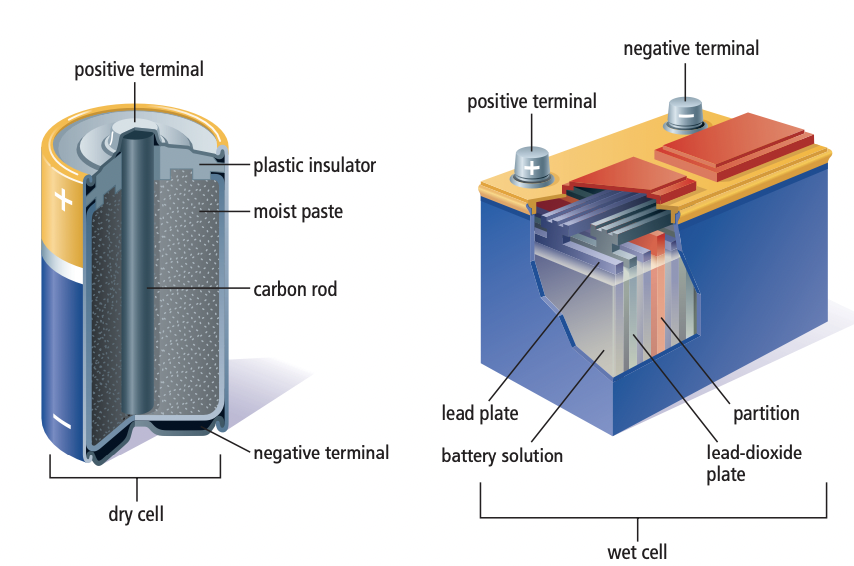 positive terminal
plastic insulator
moist paste
carbon rod
negative terminal
dry cell
+
−
negative terminal
positive terminal
−
+
lead plate
battery solution
partition
lead-dioxide
plate
wet cell